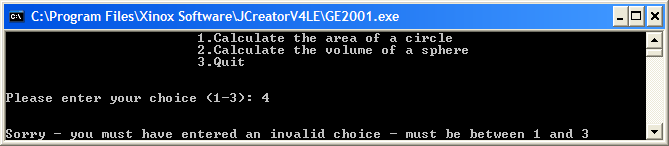 C:\Program Files\Xinox Software\JCreatorV4LE\GE2001.exe
1.Calculate the area of a circle
2.Calculate the volume of a sphere
3.Quit
Please enter your choice (1-3): 4
Sorry - you must have entered an invalid choice - must be between 1 and 3